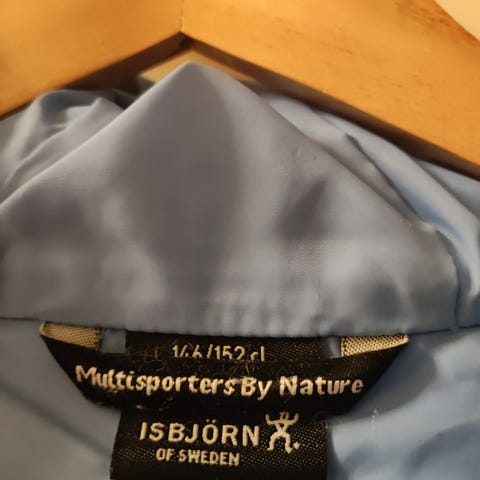 146/152 cl
Multisporters By Nature
ISBJÖRN
OF SWEDEN